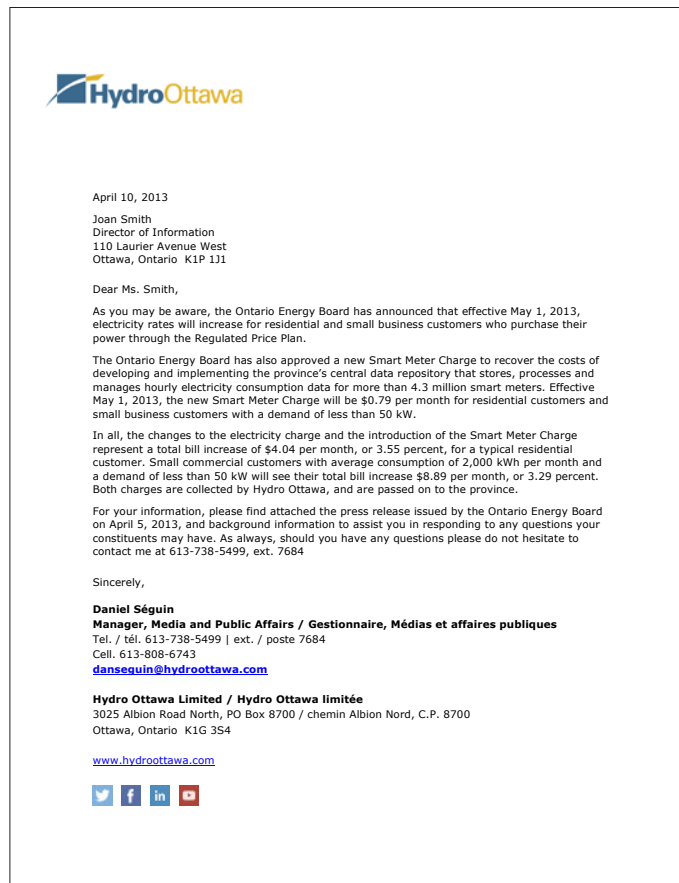 HydroOttawa
April 10, 2013
Joan Smith
Director of Information
110 Laurier Avenue West
Ottawa, Ontario  K1P 1J1
Dear Ms. Smith,
As you may be aware, the Ontario Energy Board has announced that effective May 1, 2013,
electricity rates will increase for residential and small business customers who purchase their
power through the Regulated Price Plan.
The Ontario Energy Board has also approved a new Smart Meter Charge to recover the costs of
developing and implementing the province’s central data repository that stores, processes and
manages hourly electricity consumption data for more than 4.3 million smart meters. Effective
May 1, 2013, the new Smart Meter Charge will be $0.79 per month for residential customers and
small business customers with a demand of less than 50 kW.
In all, the changes to the electricity charge and the introduction of the Smart Meter Charge
represent a total bill increase of $4.04 per month, or 3.55 percent, for a typical residential
customer. Small commercial customers with average consumption of 2,000 kWh per month and
a demand of less than 50 kW will see their total bill increase $8.89 per month, or 3.29 percent.
Both charges are collected by Hydro Ottawa, and are passed on to the province.
For your information, please find attached the press release issued by the Ontario Energy Board
on April 5, 2013, and background information to assist you in responding to any questions your
constituents may have. As always, should you have any questions please do not hesitate to
contact me at 613-738-5499, ext. 7684
Sincerely,
Daniel Séguin
Manager, Media and Public Affairs / Gestionnaire, Médias et affaires publiques
Tel. / tél. 613-738-5499 | ext. / poste 7684
Cell. 613-808-6743
danseguin@hydroottawa.com
Hydro Ottawa Limited / Hydro Ottawa limitée
3025 Albion Road North, PO Box 8700 / chemin Albion Nord, C.P. 8700
Ottawa, Ontario  K1G 3S4
www.hydroottawa.com